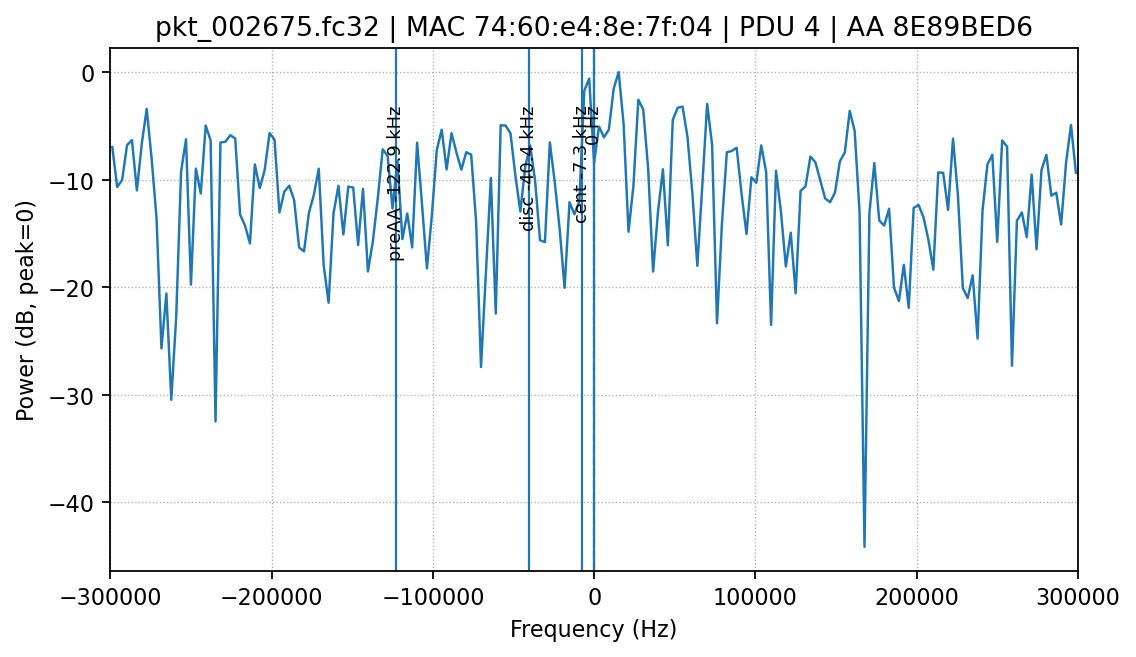 pkt_002675.fc32 | MAC 74:60:e4:8e:7f:04 | PDU 4 | AA 8E89BED6
Power (dB, peak=0)
0
−10
−20
−30
−40
preAA -122.9 kHz
disc -40.4 kHz
cent -7.3 kHz
0 Hz
−300000
−200000
−100000
0
100000
200000
300000
Frequency (Hz)